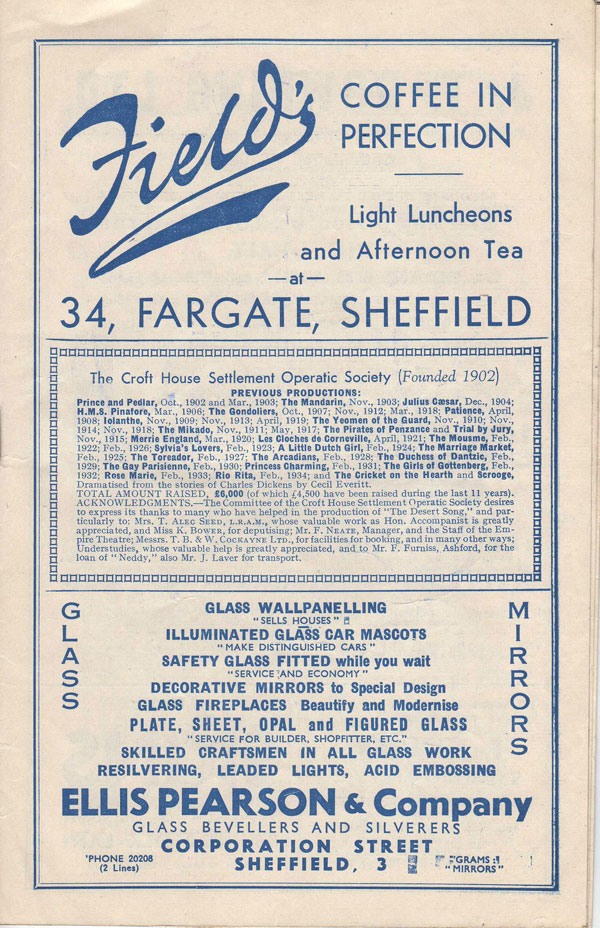 Field's
COFFEE IN
PERFECTION
Light Luncheons
and Afternoon Tea
—at—
34, FARGATE, SHEFFIELD
The Croft House Settlement Operatic Society (Founded 1902)
PREVIOUS PRODUCTIONS:
Prince and Pedlar, Oct., 1902 and Mar., 1903; The Mandarin, Nov., 1903; Julius Cæsar, Dec., 1904;
H.M.S. Pinafore, Mar., 1906; The Gondoliers, Oct., 1907; Nov., 1912; Mar., 1918; Patience, April,
1908; Iolanthe, Nov., 1909; Nov., 1913; April, 1919; The Yeomen of the Guard, Nov., 1910; Nov.,
1914; Nov., 1918; The Mikado, Nov., 1911; May, 1917; The Pirates of Penzance and Trial by Jury,
Nov., 1915; Merrie England, Mar., 1920; Les Cloches de Corneville, April, 1921; The Mousme, Feb.,
1922; Feb., 1926; Sylvia's Lovers, Feb., 1923; A Little Dutch Girl, Feb., 1924; The Marriage Market,
Feb., 1925; The Toreador, Feb., 1927; The Arcadians, Feb., 1928; The Duchess of Dantzic, Feb.,
1929; The Gay Parisienne, Feb., 1930; Princess Charming, Feb., 1931; The Girls of Gottenberg, Feb.,
1932; Rose Marie, Feb., 1933; Rio Rita, Feb., 1934; and The Cricket on the Hearth and Scrooge,
Dramatised from the stories of Charles Dickens by Cecil Everitt.
TOTAL AMOUNT RAISED, £6,000 (of which £4,500 have been raised during the last 11 years).
ACKNOWLEDGMENTS.—The Committee of the Croft House Settlement Operatic Society desires
to express its thanks to many who have helped in the production of "The Desert Song," and par-
ticularly to: Mrs. T. ALEC SEED, L.R.A.M., whose valuable work as Hon. Accompanist is greatly
appreciated, and Miss K. BOWER, for deputising; Mr. F. NEATE, Manager, and the Staff of the Em-
pire Theatre; Messrs. T. B. & W. COCKAYNE LTD., for facilities for booking, and in many other ways;
Understudies, whose valuable help is greatly appreciated, and to Mr. F. Furniss, Ashford, for the
loan of "Neddy," also Mr. J. Laver for transport.
GLASS
MIRRORS
GLASS WALLPANELLING
"SELLS HOUSES"
ILLUMINATED GLASS CAR MASCOTS
"MAKE DISTINGUISHED CARS"
SAFETY GLASS FITTED while you wait
"SERVICE AND ECONOMY"
DECORATIVE MIRRORS to Special Design
GLASS FIREPLACES Beautify and Modernise
PLATE, SHEET, OPAL and FIGURED GLASS
"SERVICE FOR BUILDER, SHOPFITTER, ETC."
SKILLED CRAFTSMEN IN ALL GLASS WORK
RESILVERING, LEADED LIGHTS, ACID EMBOSSING
ELLIS PEARSON & Company
GLASS BEVELLERS AND SILVERERS
CORPORATION STREET
SHEFFIELD, 3
'PHONE 20208
(2 Lines)
'GRAMS:
"MIRRORS"